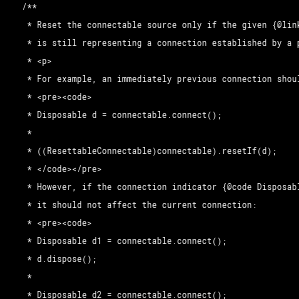 /**
* Reset the connectable source only if the given {@link
* is still representing a connection established by a p
* <p>
* For example, an immediately previous connection shoul
* <pre><code>
* Disposable d = connectable.connect();
*
* ((ResettableConnectable)connectable).resetIf(d);
* </code></pre>
* However, if the connection indicator {@code Disposabl
* it should not affect the current connection:
* <pre><code>
* Disposable d1 = connectable.connect();
* d.dispose();
*
* Disposable d2 = connectable.connect();